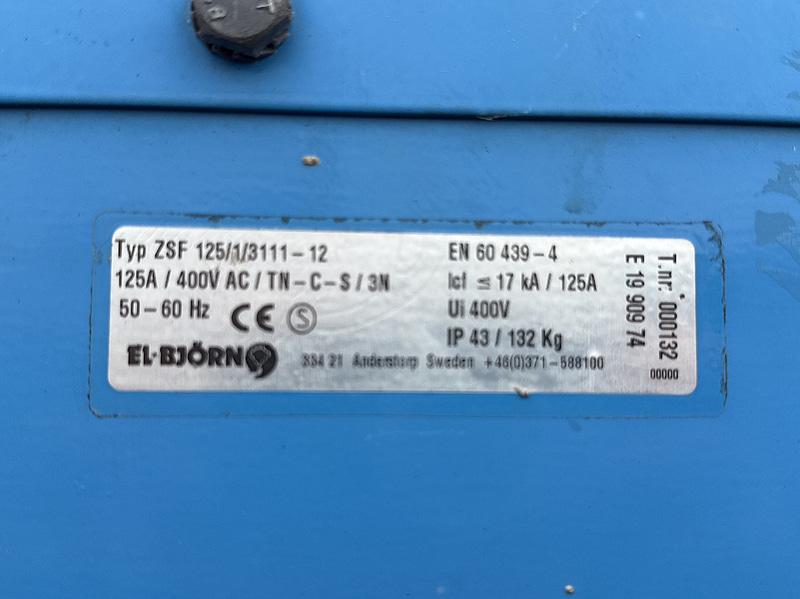 Typ ZSF 125/1/3111-12
125A / 400V AC / TN-C-S / 3N
50-60 Hz CE S
EL-BJÖRN
334 21 Anderstorp Sweden +46(0)371-588100
EN 60 439-4
Icf ≤ 17 kA / 125A
Ui 400V
IP 43 / 132 Kg
T.nr: 000132
E 19 909 74
00000